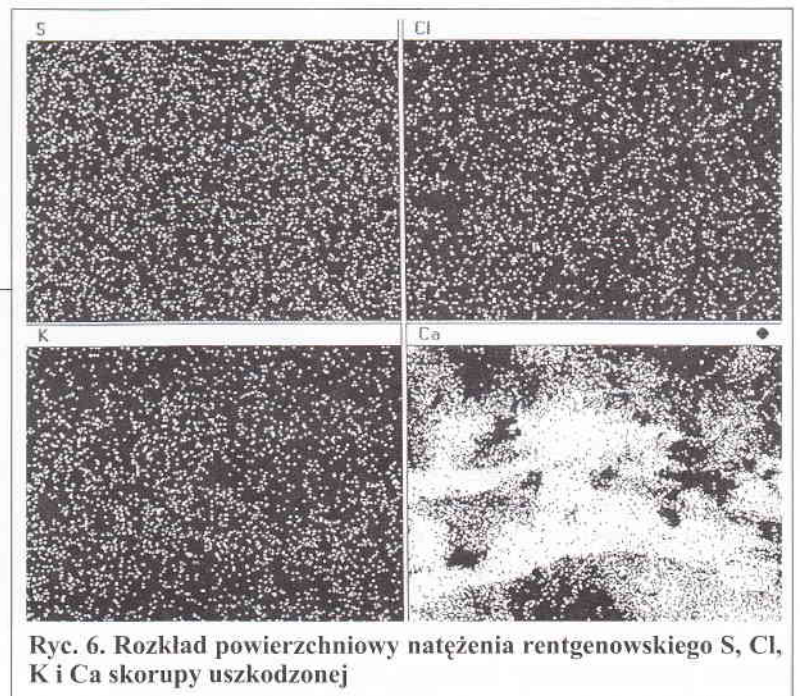 S
Cl
K
Ca
Ryc. 6. Rozkład powierzchniowy natężenia rentgenowskiego S, Cl,
K i Ca skorupy uszkodzonej